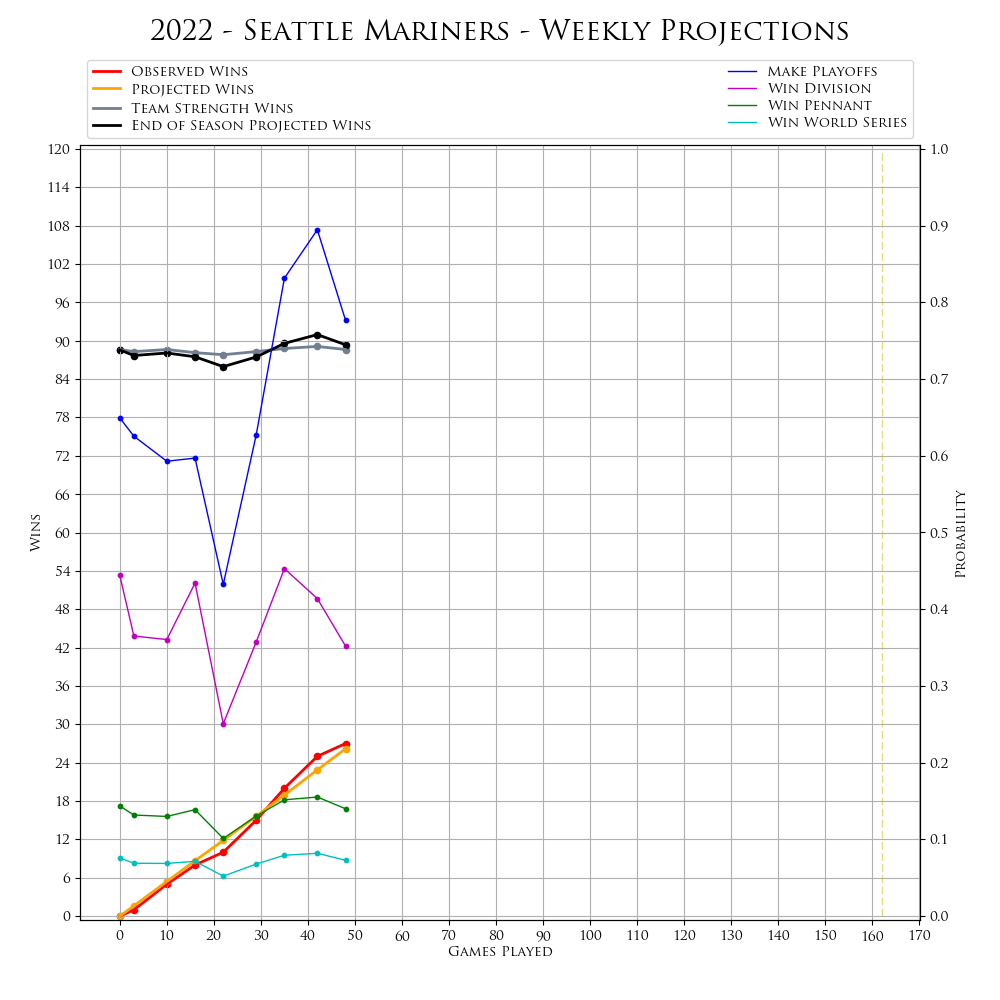 2022 - Seattle Mariners - Weekly Projections
Observed Wins
Projected Wins
Team Strength Wins
End of Season Projected Wins
Make Playoffs
Win Division
Win Pennant
Win World Series
120
114
108
102
96
90
84
78
72
66
60
54
48
42
36
30
24
18
12
6
0
Wins
1.0
0.9
0.8
0.7
0.6
0.5
0.4
0.3
0.2
0.1
0.0
Probability
0 10 20 30 40 50 60 70 80 90 100 110 120 130 140 150 160 170
Games Played